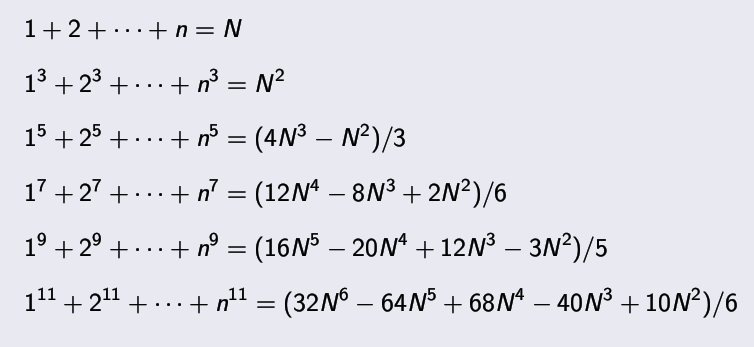 1 + 2 + ⋯ + n = N
1³ + 2³ + ⋯ + n³ = N²
1⁵ + 2⁵ + ⋯ + n⁵ = (4N³ − N²)/3
1⁷ + 2⁷ + ⋯ + n⁷ = (12N⁴ − 8N³ + 2N²)/6
1⁹ + 2⁹ + ⋯ + n⁹ = (16N⁵ − 20N⁴ + 12N³ − 3N²)/5
1¹¹ + 2¹¹ + ⋯ + n¹¹ = (32N⁶ − 64N⁵ + 68N⁴ − 40N³ + 10N²)/6